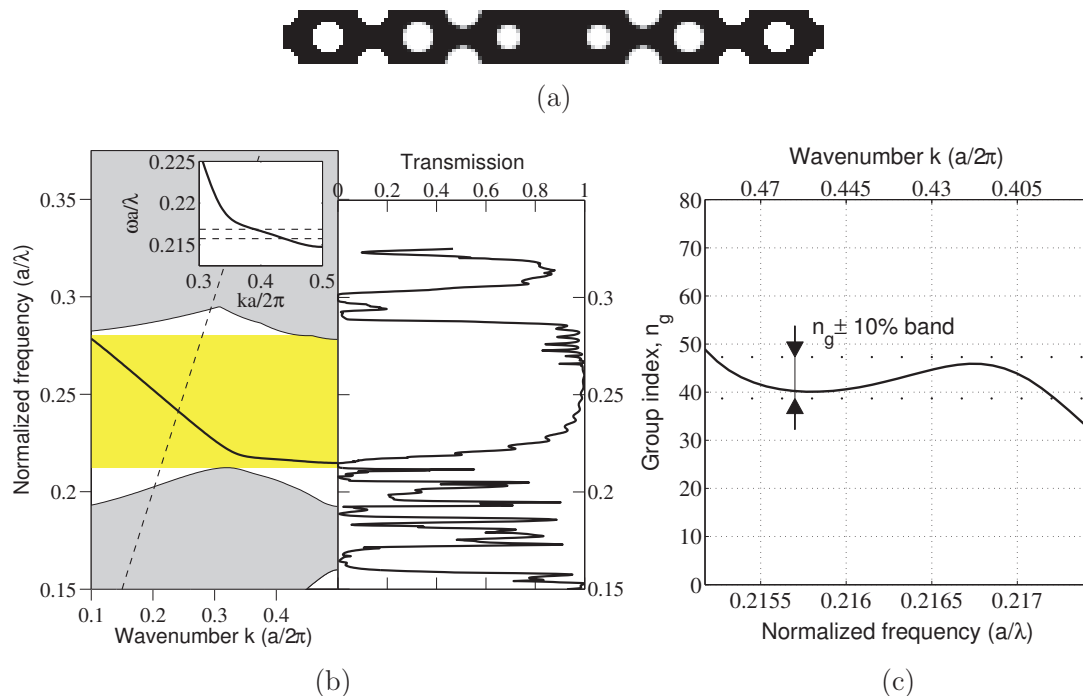 (a)
Transmission
0 0.2 0.4 0.6 0.8 1
0.35
0.3
0.25
0.2
0.15
Normalized frequency (a/λ)
0.225
0.22
0.215
ωa/λ
0.3 0.4 0.5
ka/2π
0.3
0.25
0.2
0.15
0.1 0.2 0.3 0.4
Wavenumber k (a/2π)
(b)
Wavenumber k (a/2π)
0.47 0.445 0.43 0.405
80
70
60
50
40
30
20
10
0
Group index, n_g
n_g ± 10% band
0.2155 0.216 0.2165 0.217
Normalized frequency (a/λ)
(c)